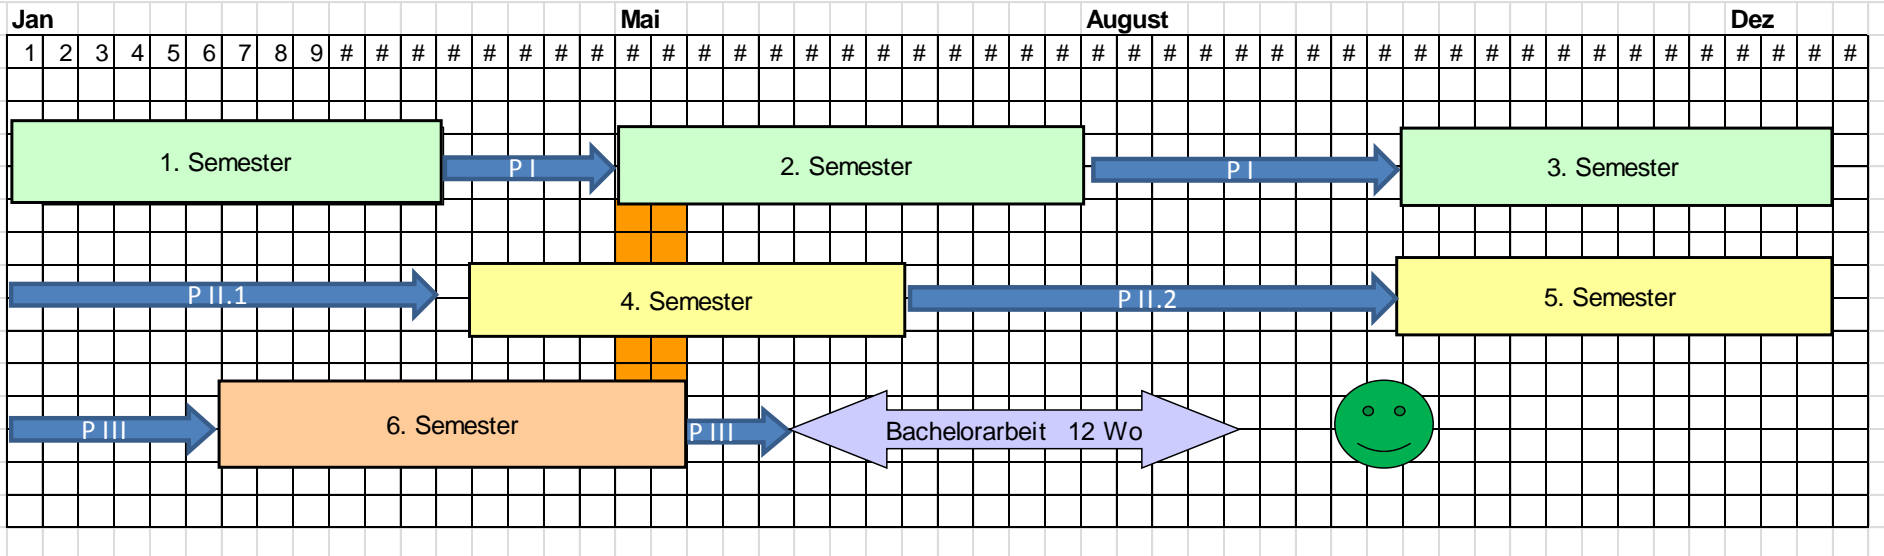 Jan Mai August Dez
1 2 3 4 5 6 7 8 9 # # # # # # # # # # # # # # # # # # # # # # # # # # # # # # # # # # # # # # # # # # #
1. Semester P I 2. Semester P I 3. Semester
P II.1 4. Semester P II.2 5. Semester
P III 6. Semester P III Bachelorarbeit 12 Wo